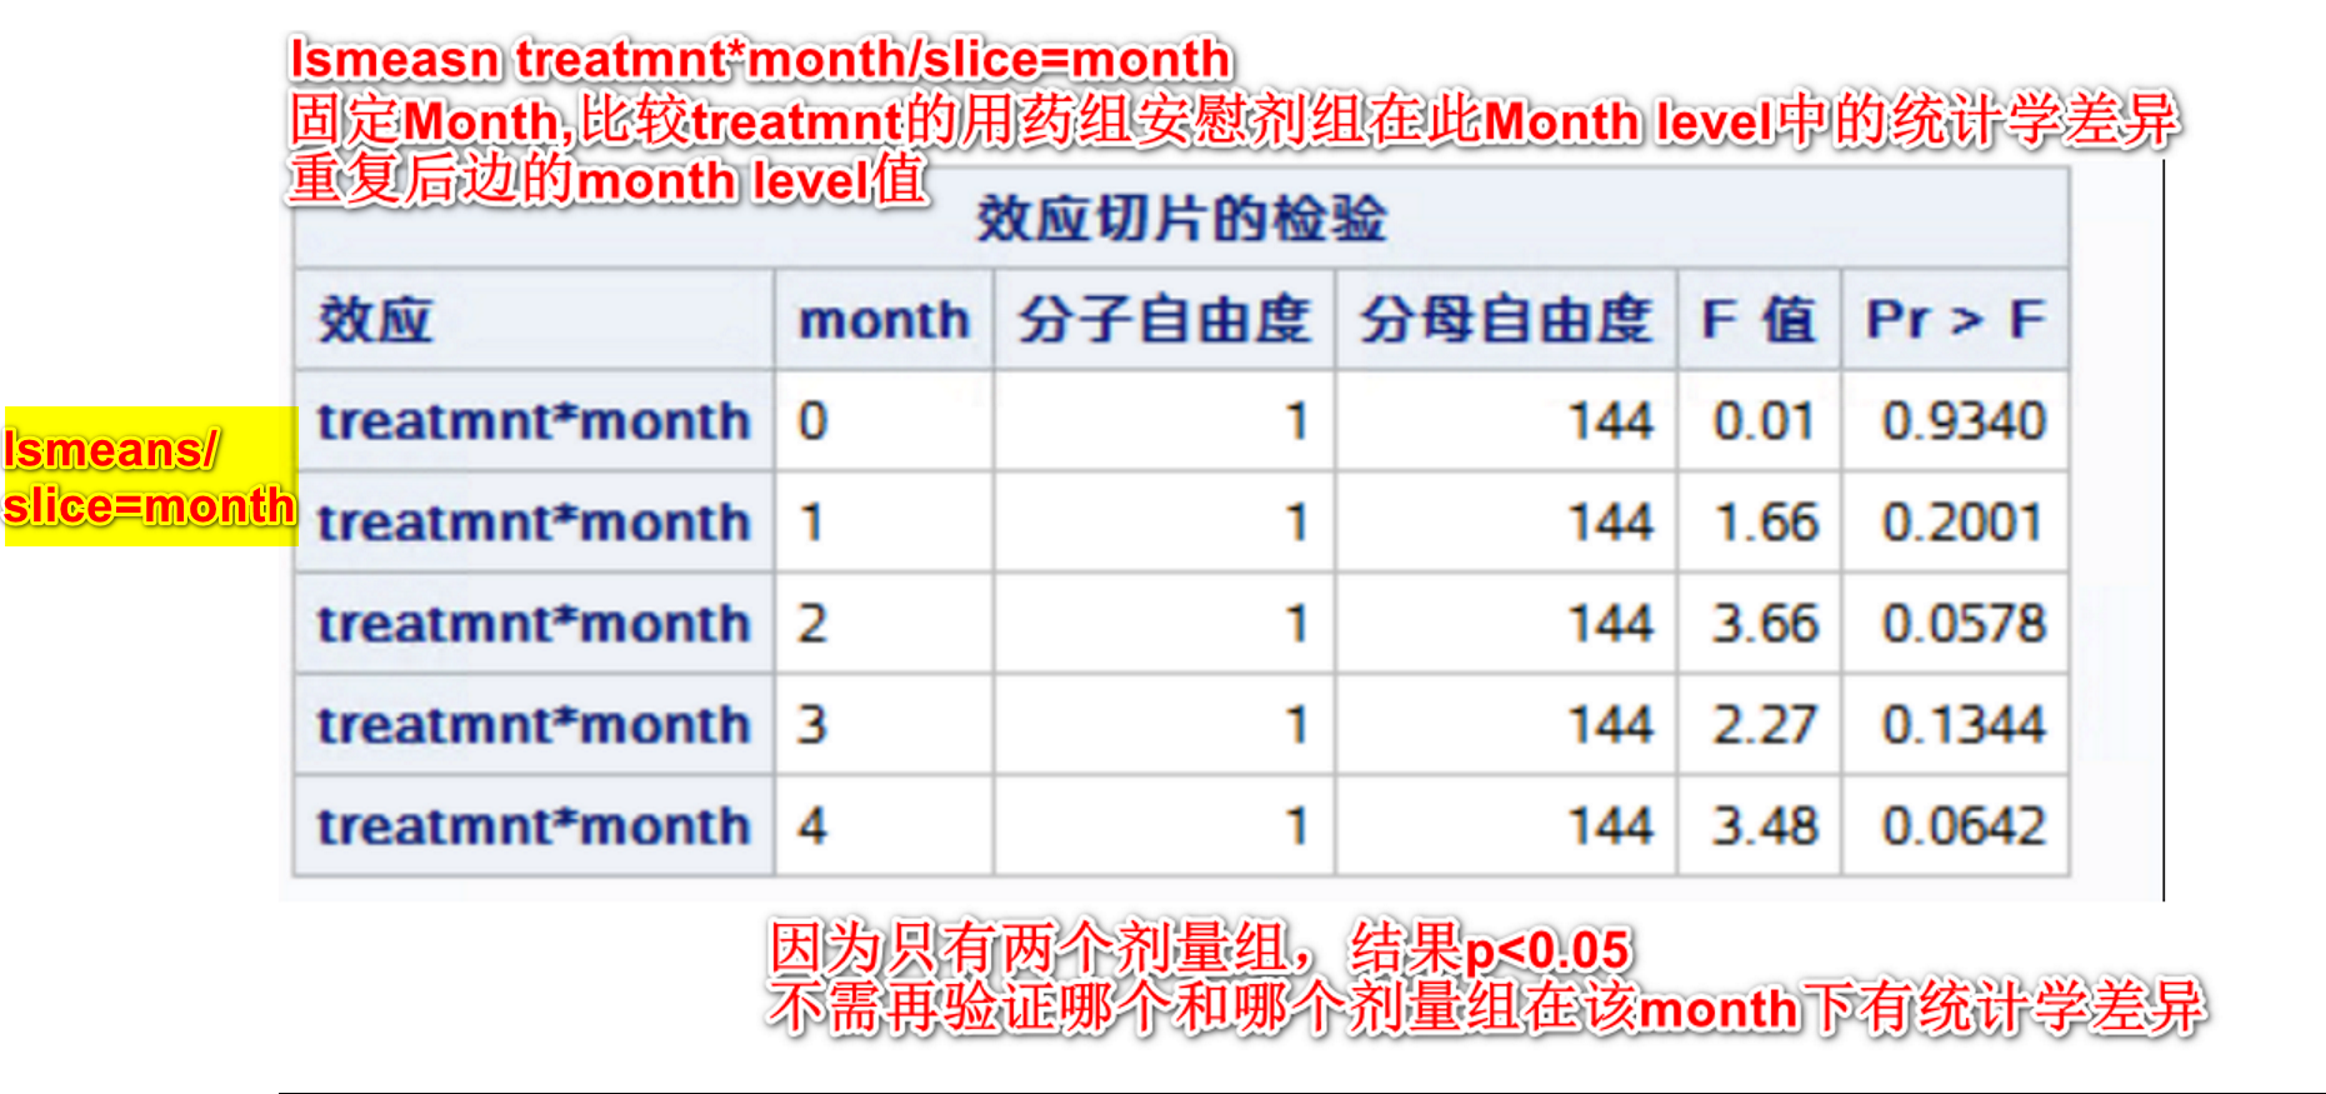 lsmeasn treatmnt*month/slice=month
固定Month,比较treatmnt的用药组安慰剂组在此Month level中的统计学差异
重复后边的month level值
效应切片的检验
效应 month 分子自由度 分母自由度 F 值 Pr > F
treatmnt*month 0 1 144 0.01 0.9340
treatmnt*month 1 1 144 1.66 0.2001
treatmnt*month 2 1 144 3.66 0.0578
treatmnt*month 3 1 144 2.27 0.1344
treatmnt*month 4 1 144 3.48 0.0642
lsmeans/
slice=month
因为只有两个剂量组，结果p<0.05
不需再验证哪个和哪个剂量组在该month下有统计学差异